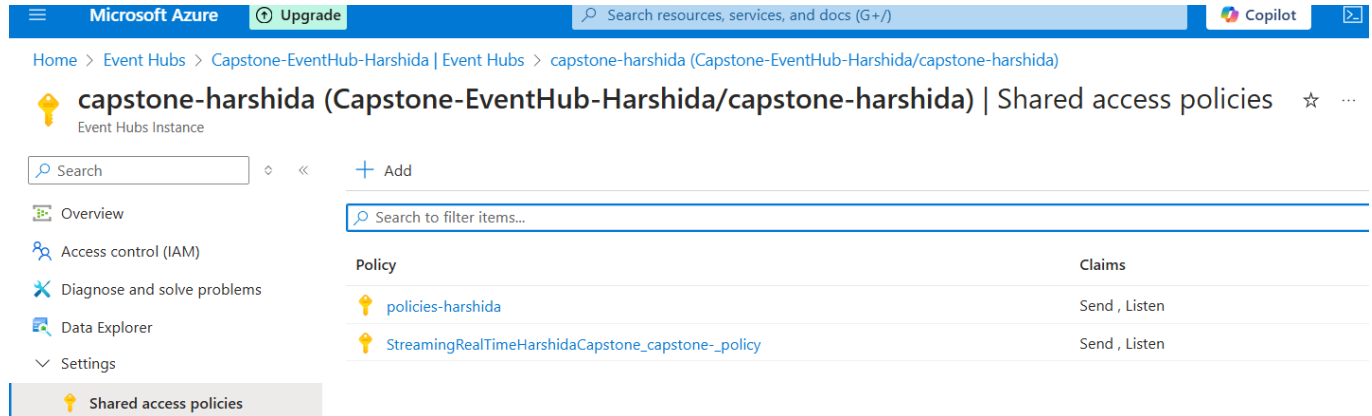 Microsoft Azure Upgrade Search resources, services, and docs (G+/) Copilot
Home > Event Hubs > Capstone-EventHub-Harshida | Event Hubs > capstone-harshida (Capstone-EventHub-Harshida/capstone-harshida)
capstone-harshida (Capstone-EventHub-Harshida/capstone-harshida) | Shared access policies
Event Hubs Instance
Search
Add
Overview
Search to filter items...
Access control (IAM)
Policy Claims
Diagnose and solve problems
policies-harshida Send , Listen
Data Explorer
StreamingRealTimeHarshidaCapstone_capstone-_policy Send , Listen
Settings
Shared access policies